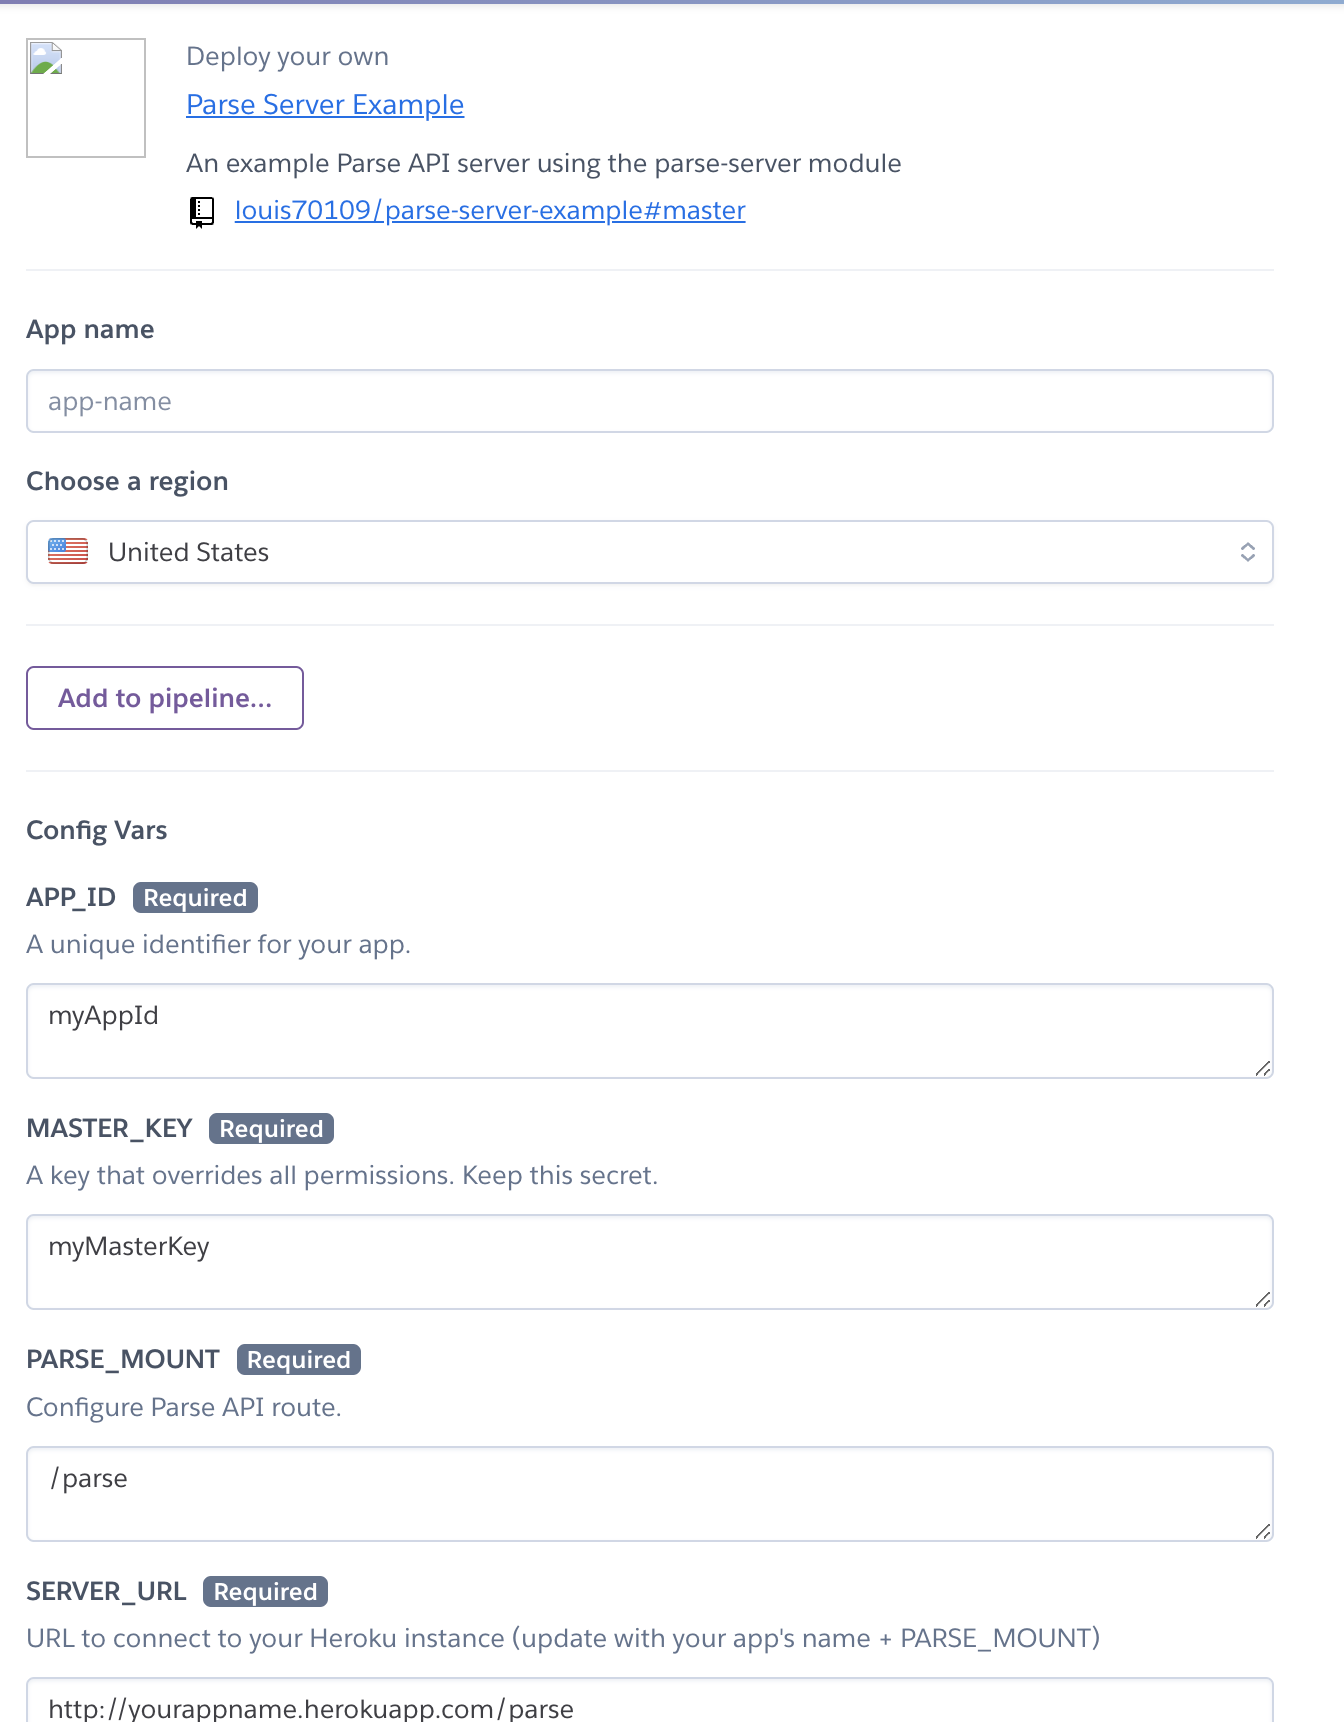 Deploy your own
Parse Server Example
An example Parse API server using the parse-server module
louis70109/parse-server-example#master
App name
app-name
Choose a region
United States
Add to pipeline...
Config Vars
APP_ID Required
A unique identifier for your app.
myAppId
MASTER_KEY Required
A key that overrides all permissions. Keep this secret.
myMasterKey
PARSE_MOUNT Required
Configure Parse API route.
/parse
SERVER_URL Required
URL to connect to your Heroku instance (update with your app's name + PARSE_MOUNT)
http://yourappname.herokuapp.com/parse